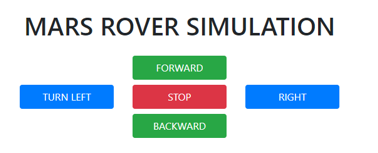 MARS ROVER SIMULATION
FORWARD
TURN LEFT STOP RIGHT
BACKWARD